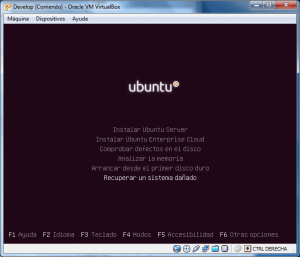 Develop [Corriendo] - Oracle VM VirtualBox
Máquina Dispositivos Ayuda
ubuntu
Instalar Ubuntu Server
Instalar Ubuntu Enterprise Cloud
Comprobar defectos en el disco
Analizar la memoria
Arrancar desde el primer disco duro
Recuperar un sistema dañado
F1 Ayuda F2 Idioma F3 Teclado F4 Modos F5 Accesibilidad F6 Otras opciones
CTRL DERECHA